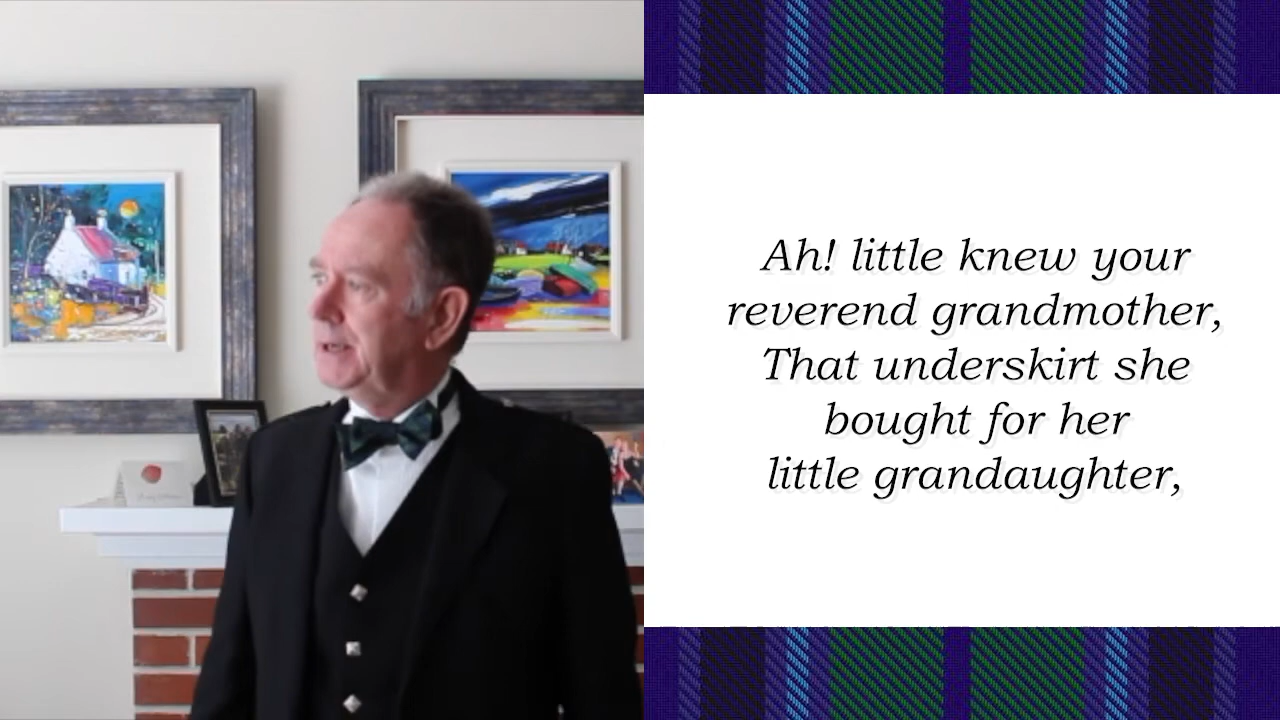 Ah! little knew your
reverend grandmother,
That underskirt she
bought for her
little grandaughter,